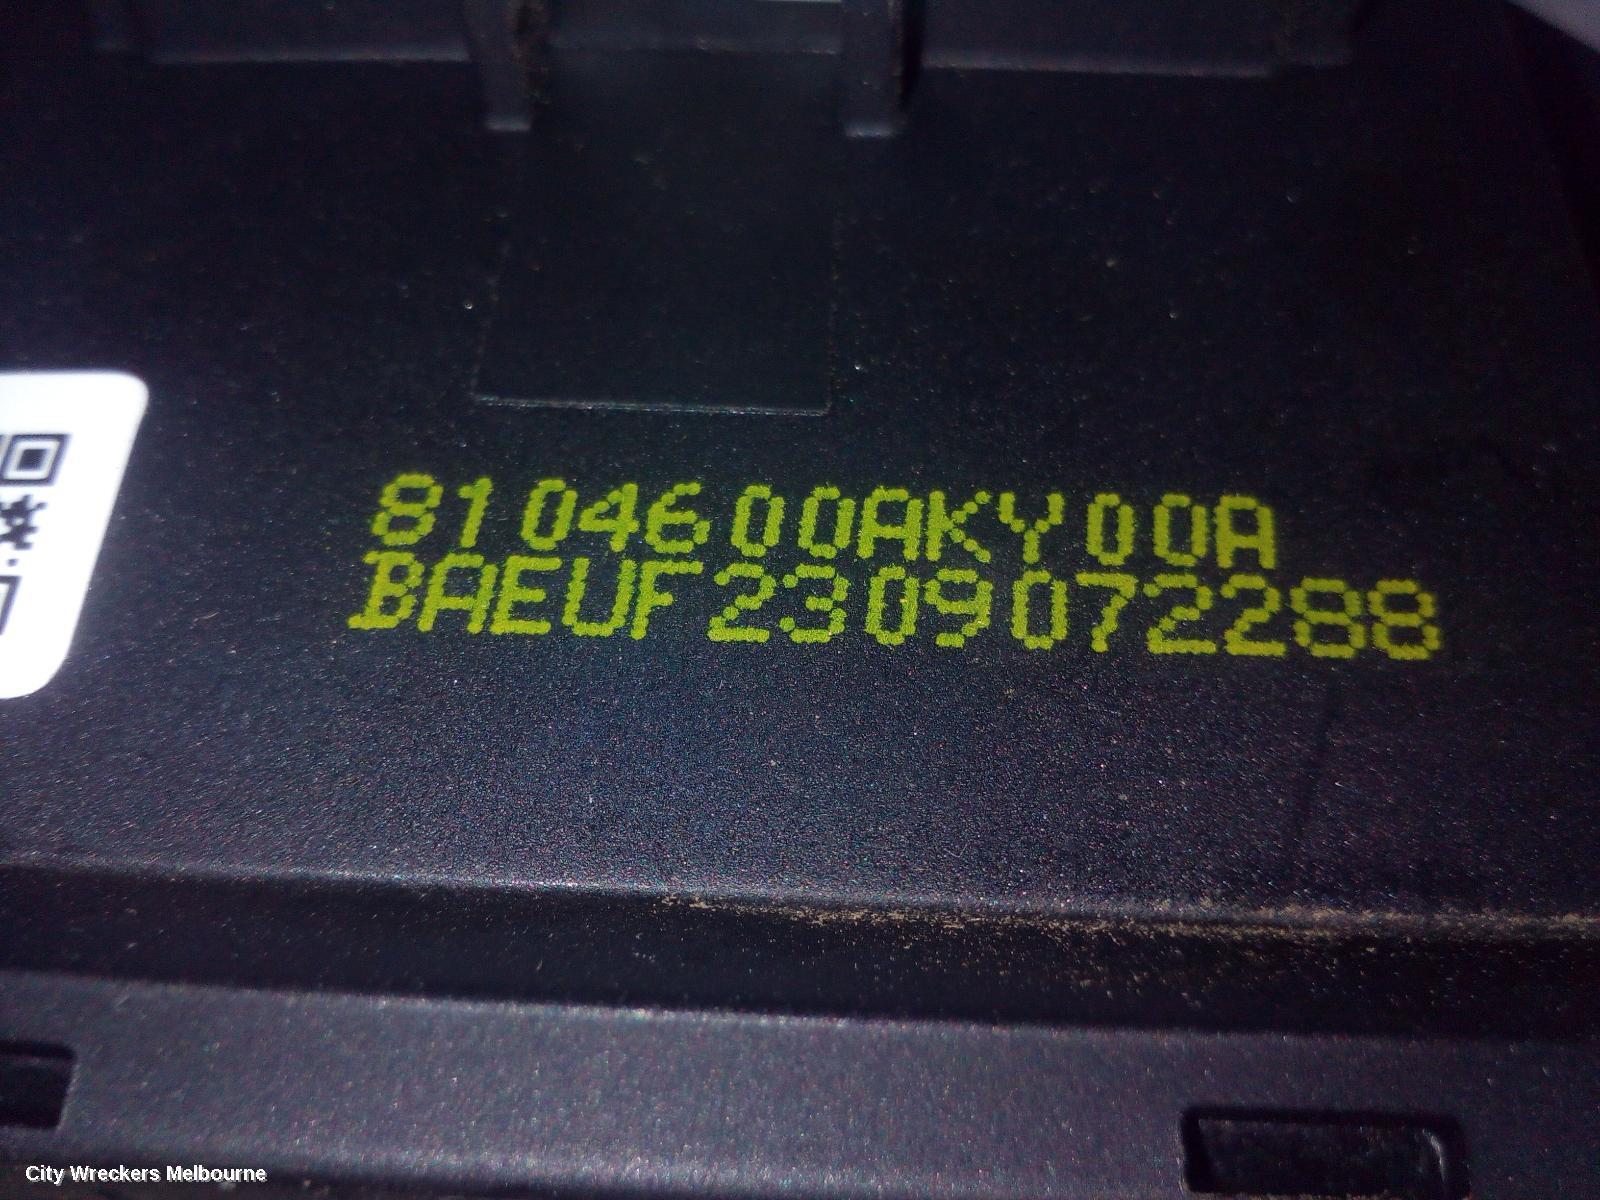 8104600AKY00A
BAEUF2309072288
City Wreckers Melbourne